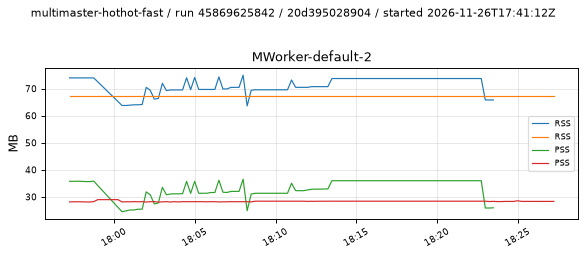 multimaster-hothot-fast / run 45869625842 / 20d395028904 / started 2026-11-26T17:41:12Z
MWorker-default-2
MB
70
60
50
40
30
RSS
RSS
PSS
PSS
18:00
18:05
18:10
18:15
18:20
18:25